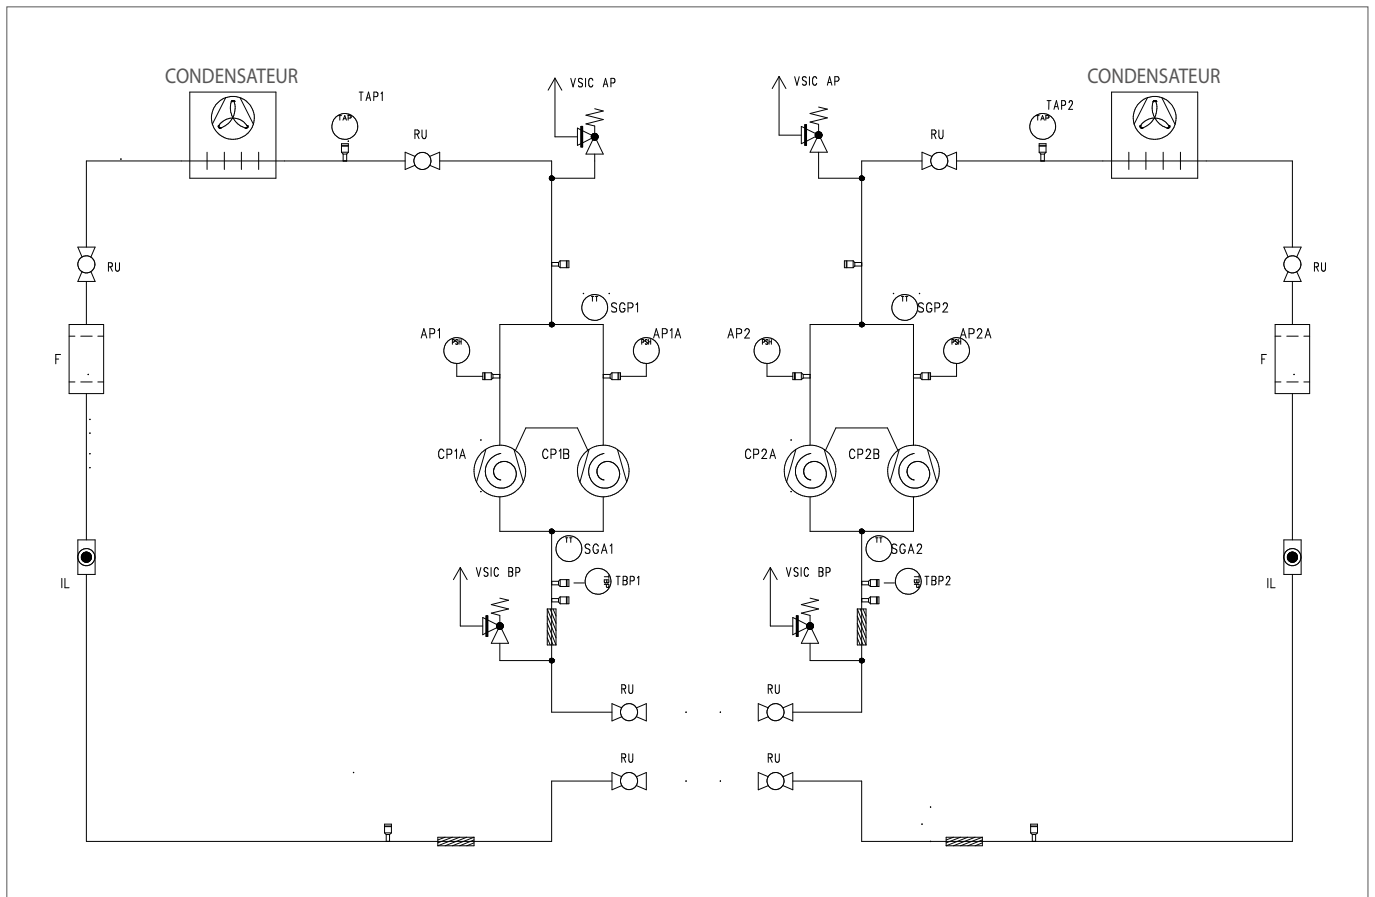 CONDENSATEUR
CONDENSATEUR
VSIC AP
VSIC AP
TAP1
TAP2
TAP
TAP
RU
RU
RU
RU
TT
SGP1
TT
SGP2
AP1
PSH
AP1A
PSH
AP2
PSH
AP2A
PSH
F
F
CP1A
CP1B
CP2A
CP2B
TT
SGA1
TT
SGA2
VSIC BP
TBP1
VSIC BP
TBP2
IL
IL
RU
RU
RU
RU